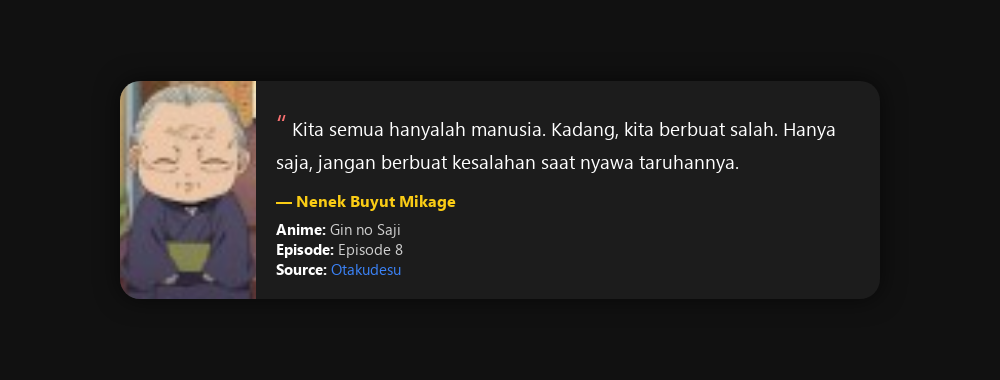 “ Kita semua hanyalah manusia. Kadang, kita berbuat salah. Hanya
saja, jangan berbuat kesalahan saat nyawa taruhannya.
— Nenek Buyut Mikage
Anime: Gin no Saji
Episode: Episode 8
Source: Otakudesu